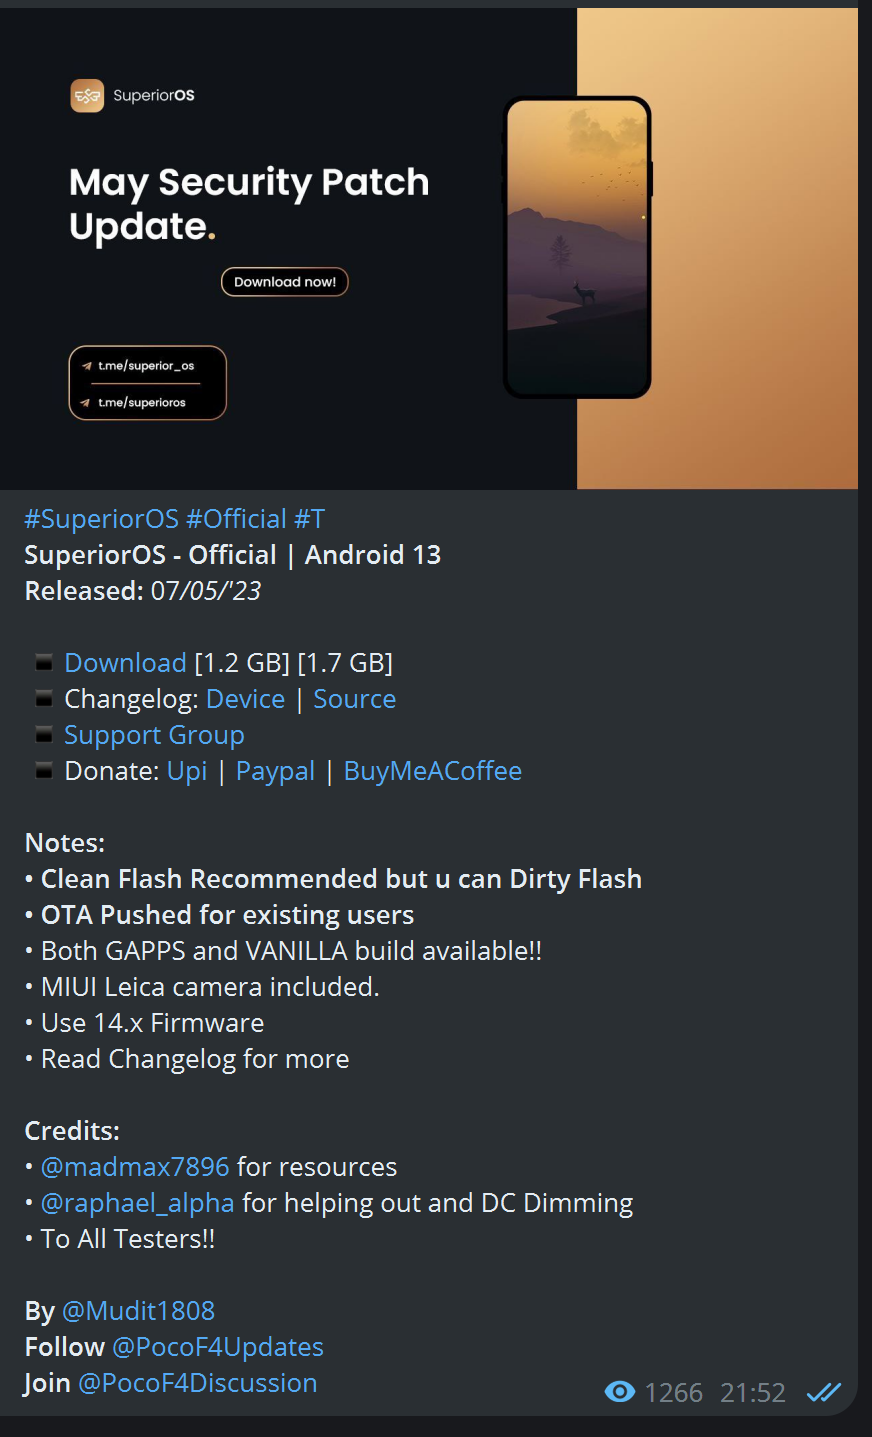 SuperiorOS
May Security Patch
Update.
Download now!
t.me/superior_os
t.me/superioros
#SuperiorOS #Official #T
SuperiorOS - Official | Android 13
Released: 07/05/'23
▪ Download [1.2 GB] [1.7 GB]
▪ Changelog: Device | Source
▪ Support Group
▪ Donate: Upi | Paypal | BuyMeACoffee
Notes:
• Clean Flash Recommended but u can Dirty Flash
• OTA Pushed for existing users
• Both GAPPS and VANILLA build available!!
• MIUI Leica camera included.
• Use 14.x Firmware
• Read Changelog for more
Credits:
• @madmax7896 for resources
• @raphael_alpha for helping out and DC Dimming
• To All Testers!!
By @Mudit1808
Follow @PocoF4Updates
Join @PocoF4Discussion
1266 21:52